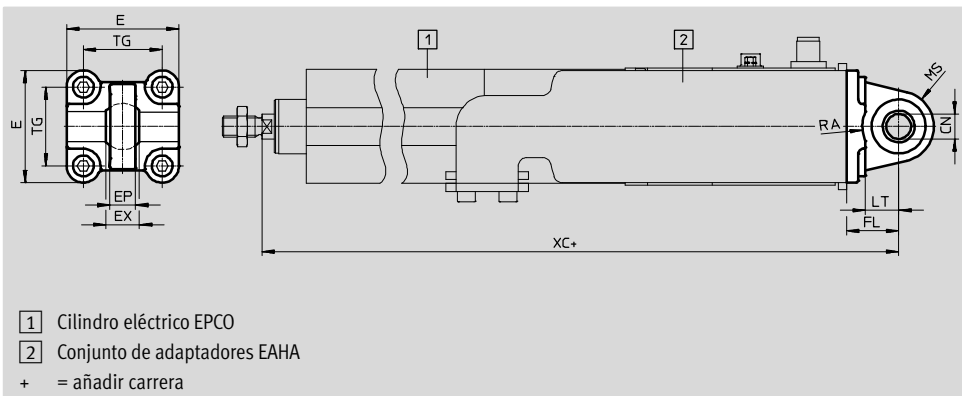 E
TG
1
2
MS
E
TG
RA
CN
EP
EX
LT
FL
XC+
1 Cilindro eléctrico EPCO
2 Conjunto de adaptadores EAHA
+ = añadir carrera